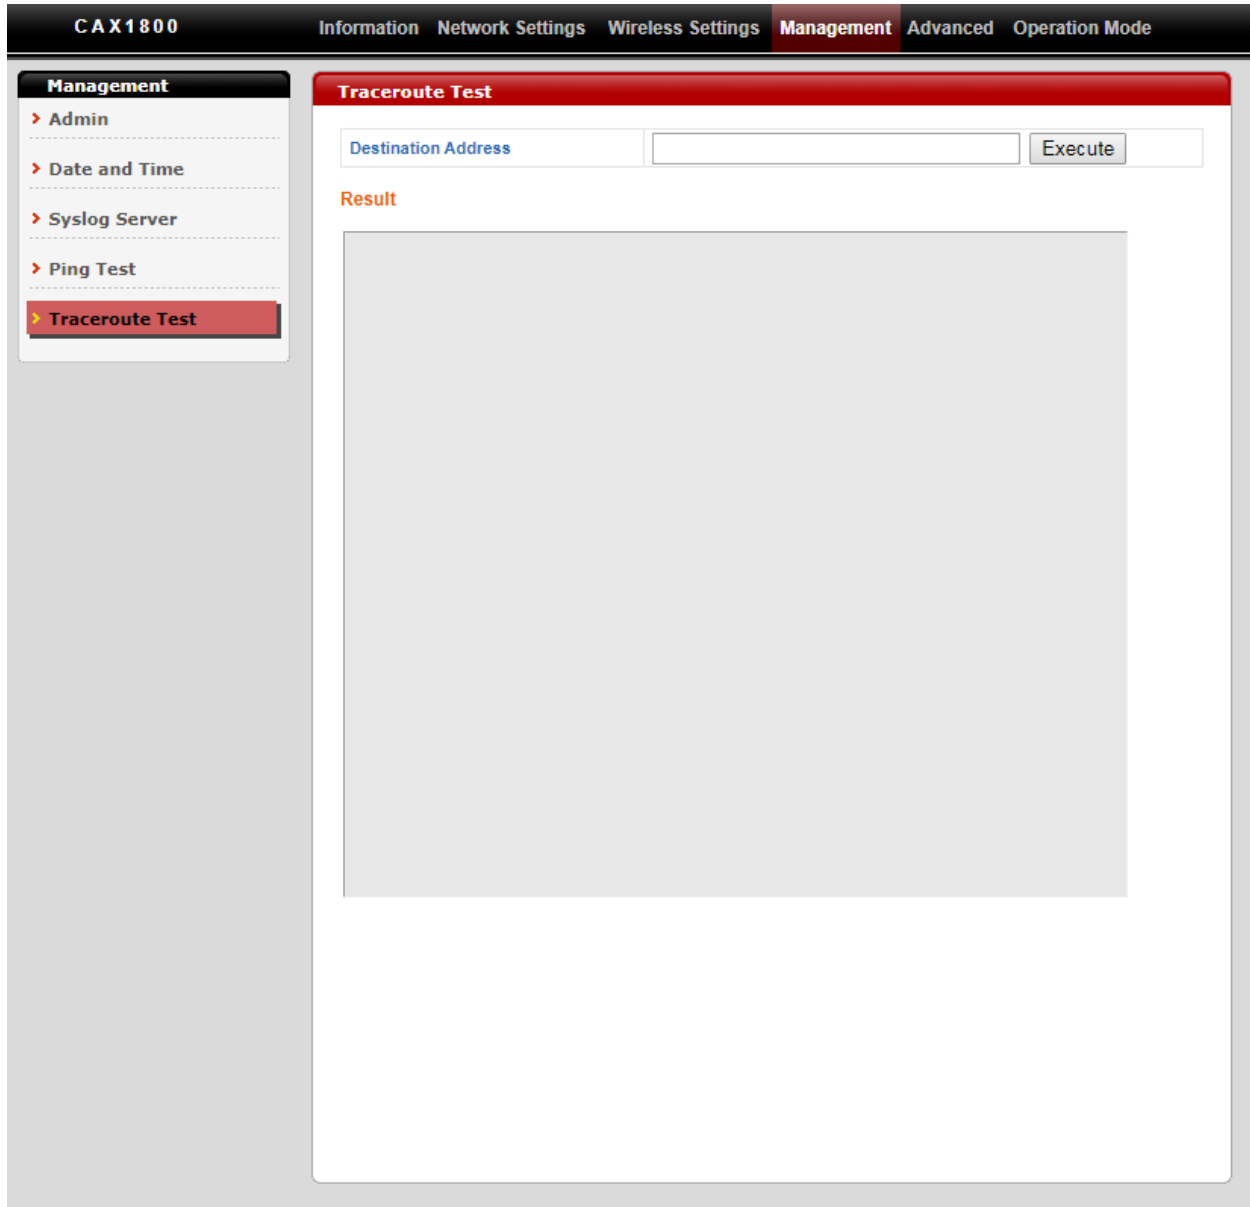 CAX1800
Information Network Settings Wireless Settings Management Advanced Operation Mode
Management
Admin
Date and Time
Syslog Server
Ping Test
Traceroute Test
Traceroute Test
Destination Address Execute
Result